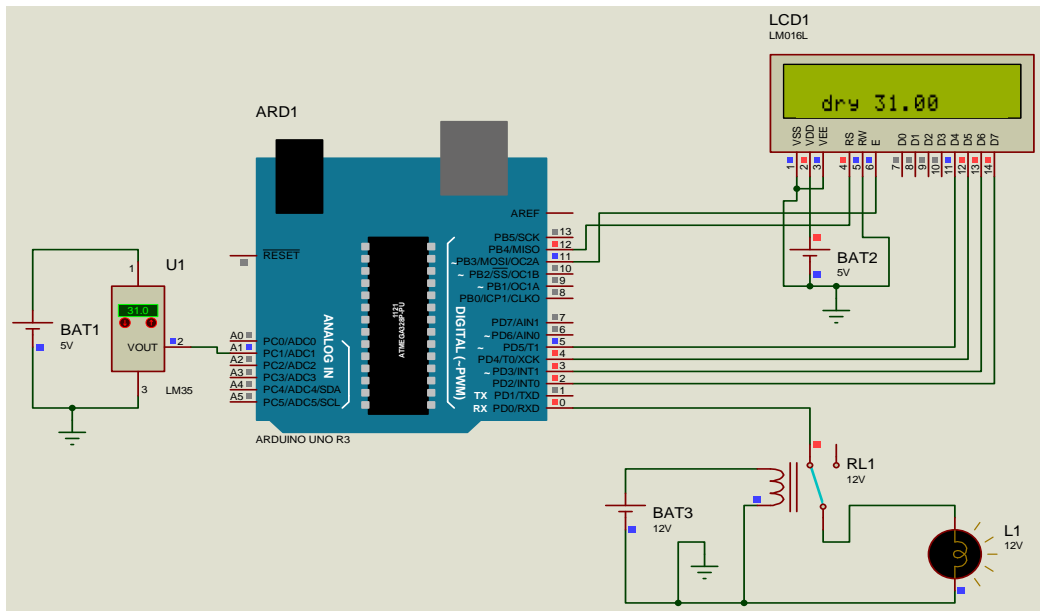 LCD1
LM016L
dry 31.00
VSS
VDD
VEE
RS
RW
E
D0
D1
D2
D3
D4
D5
D6
D7
1
2
3
4
5
6
7
8
9
10
11
12
13
14
ARD1
RESET
AREF
PB5/SCK 13
PB4/MISO 12
~PB3/MOSI/OC2A 11
~ PB2/SS/OC1B 10
~ PB1/OC1A 9
PB0/ICP1/CLKO 8
PD7/AIN1 7
~PD6/AIN0 6
~ PD5/T1 5
PD4/T0/XCK 4
~ PD3/INT1 3
PD2/INT0 2
TX PD1/TXD 1
RX PD0/RXD 0
DIGITAL (~PWM)
ANALOG IN
ATMEGA328P-PU
1121
A0 PC0/ADC0
A1 PC1/ADC1
A2 PC2/ADC2
A3 PC3/ADC3
A4 PC4/ADC4/SDA
A5 PC5/ADC5/SCL
ARDUINO UNO R3
U1
1
31.0
VOUT 2
3
LM35
BAT1
5V
BAT2
5V
RL1
12V
BAT3
12V
L1
12V